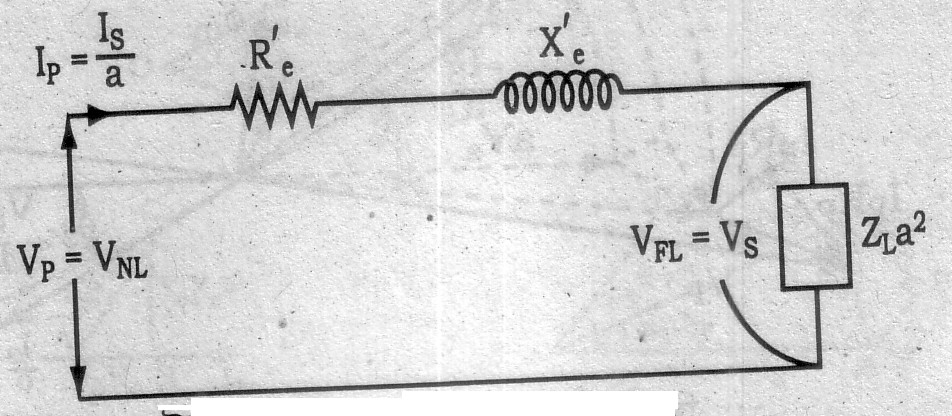 I_P = I_S/a
R'_e
X'_e
V_P = V_NL
V_FL = V_S
Z_L a²